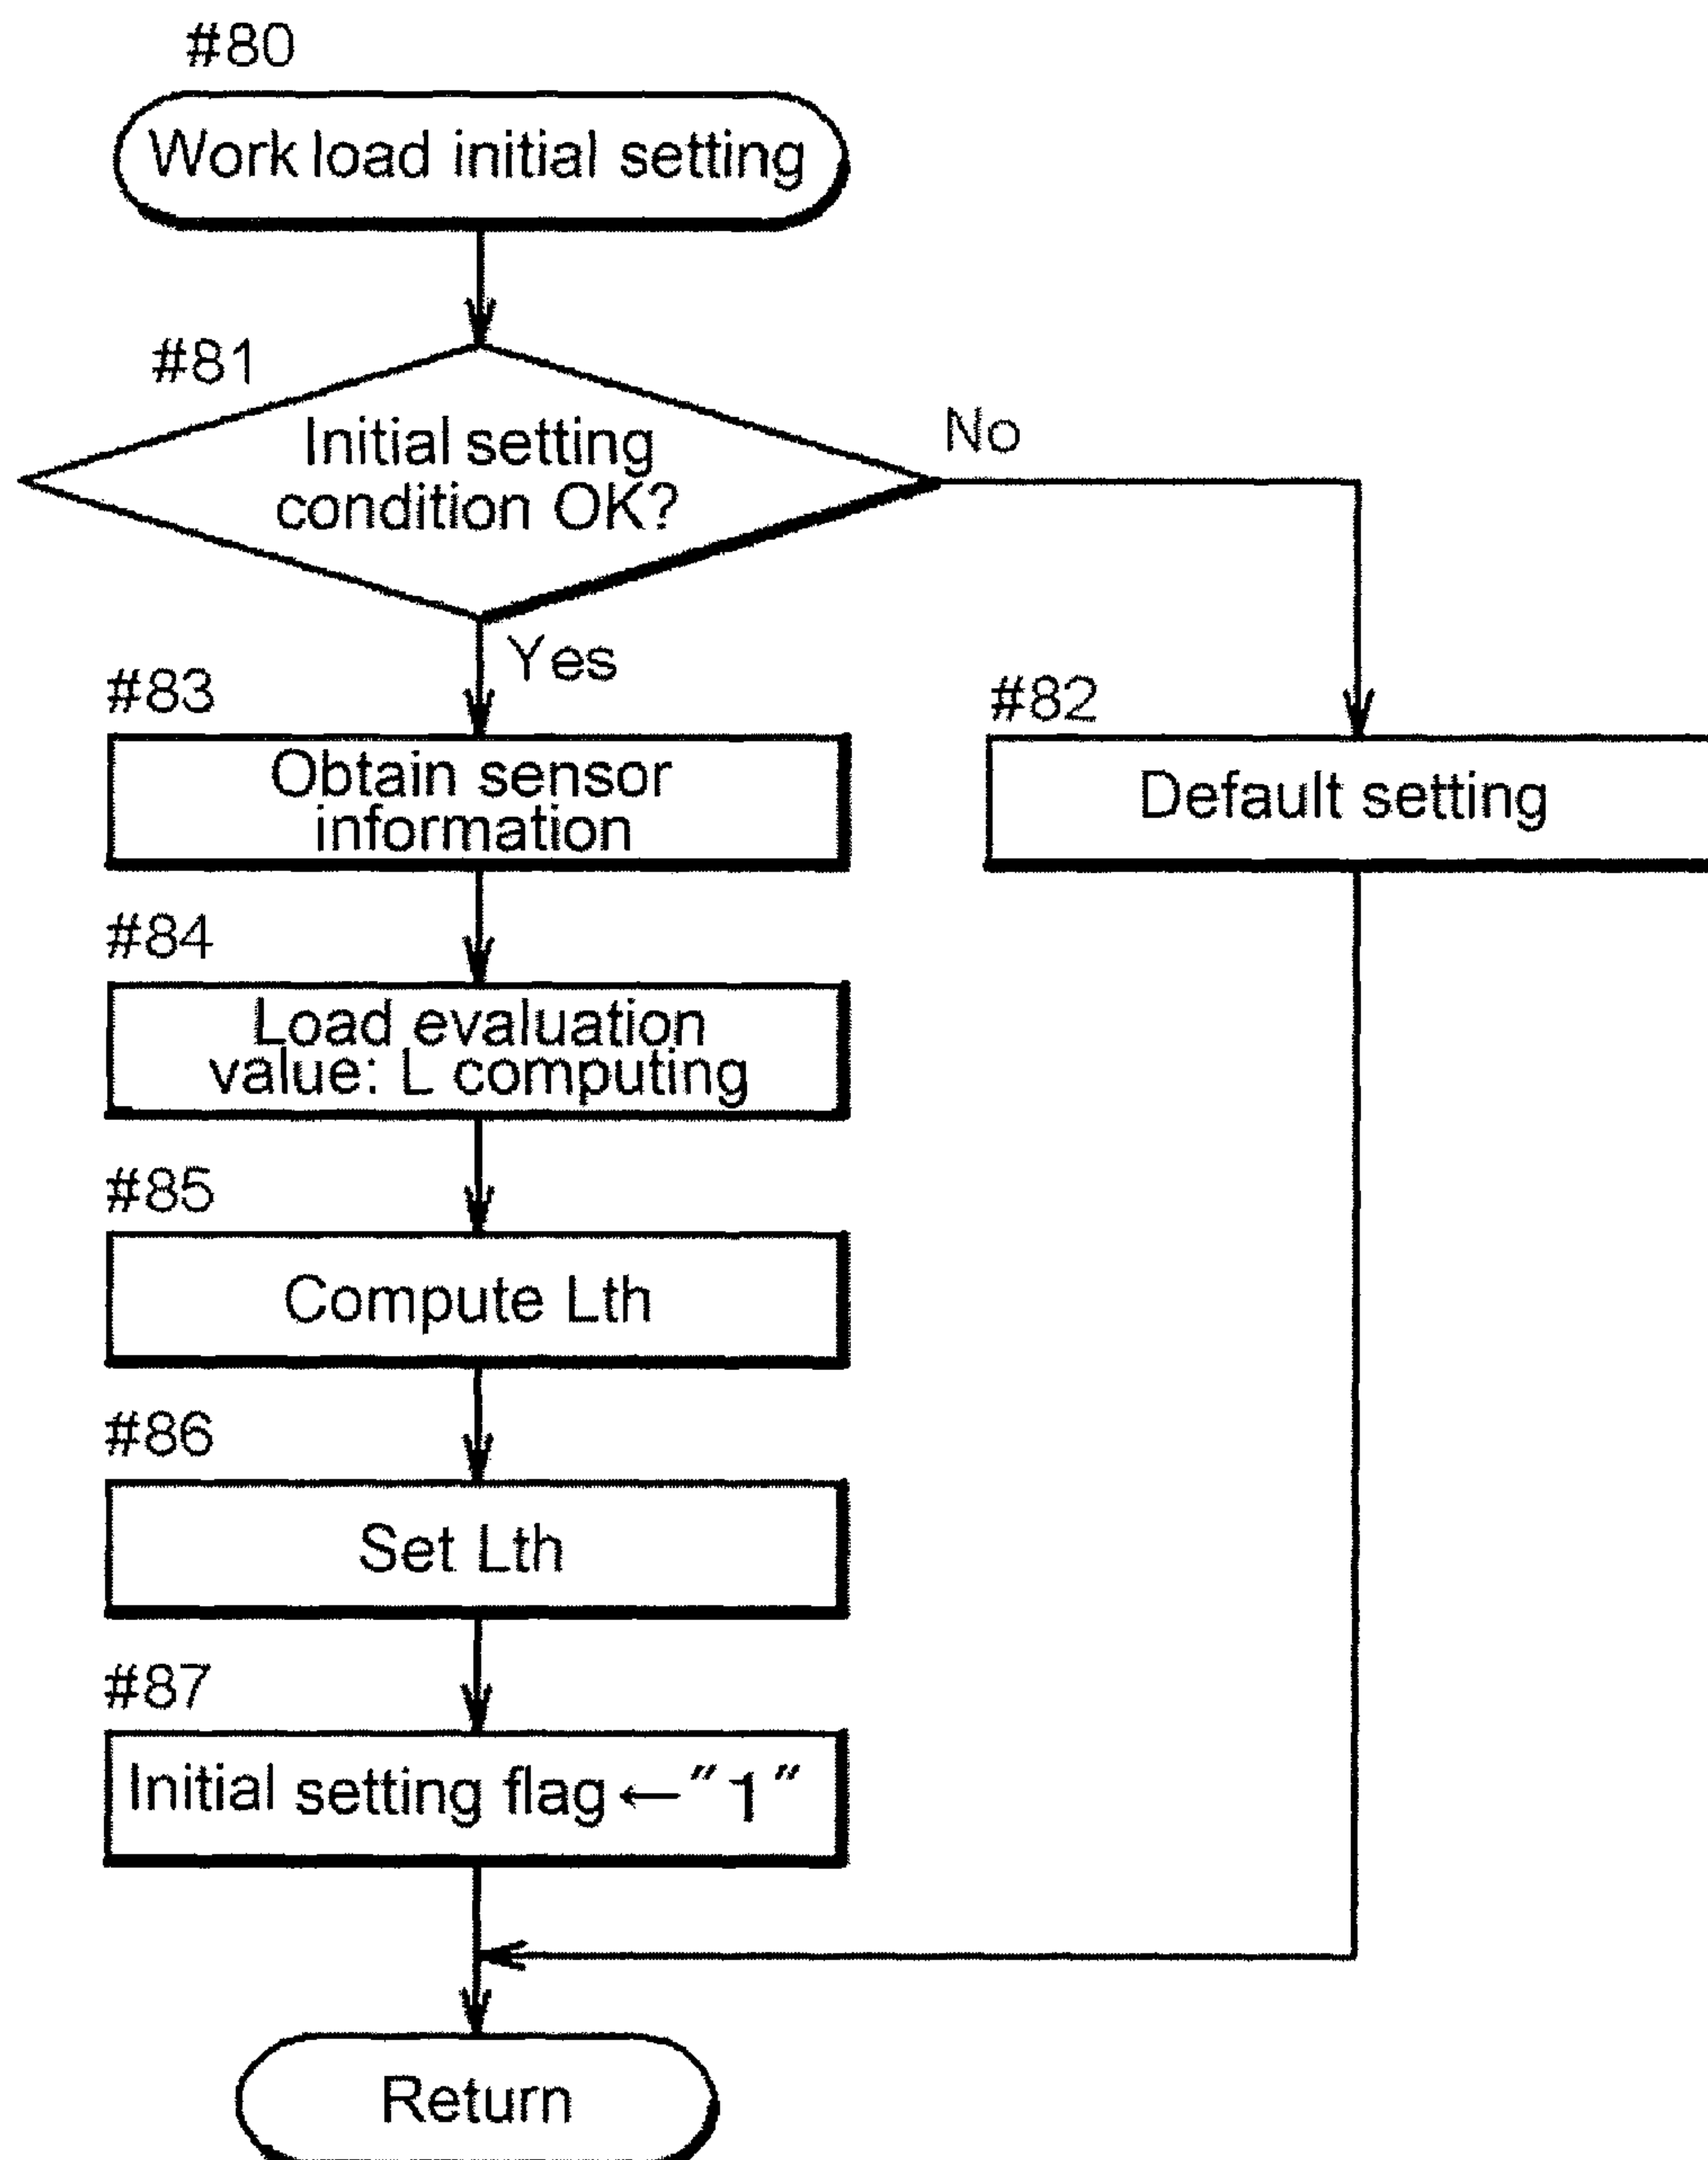 #80
Work load initial setting
#81
Initial setting
condition OK?
No
Yes
#83
Obtain sensor
information
#82
Default setting
#84
Load evaluation
value: L computing
#85
Compute Lth
#86
Set Lth
#87
Initial setting flag ← "1"
Return